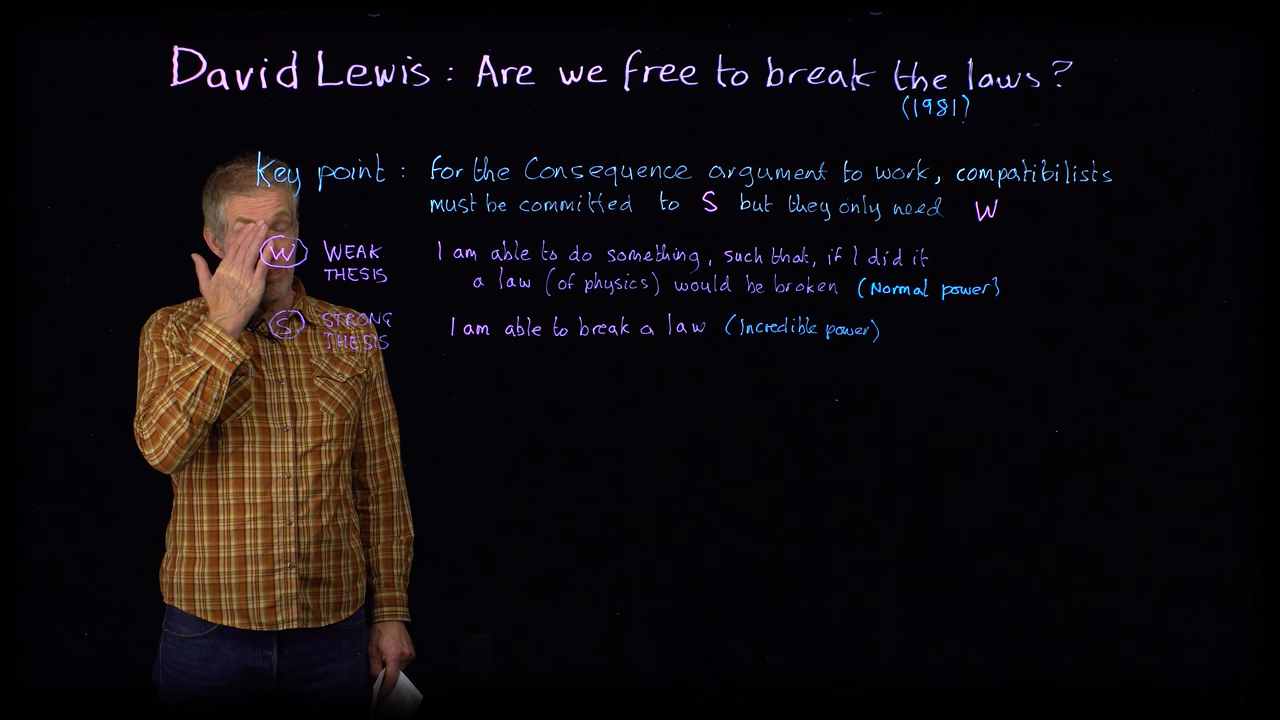 David Lewis : Are we free to break the laws?
(1981)
Key point : For the Consequence argument to work, compatibilists
must be committed to S but they only need W
W WEAK THESIS I am able to do something, such that, if I did it
a law (of physics) would be broken (Normal power)
S STRONG THESIS I am able to break a law (Incredible power)